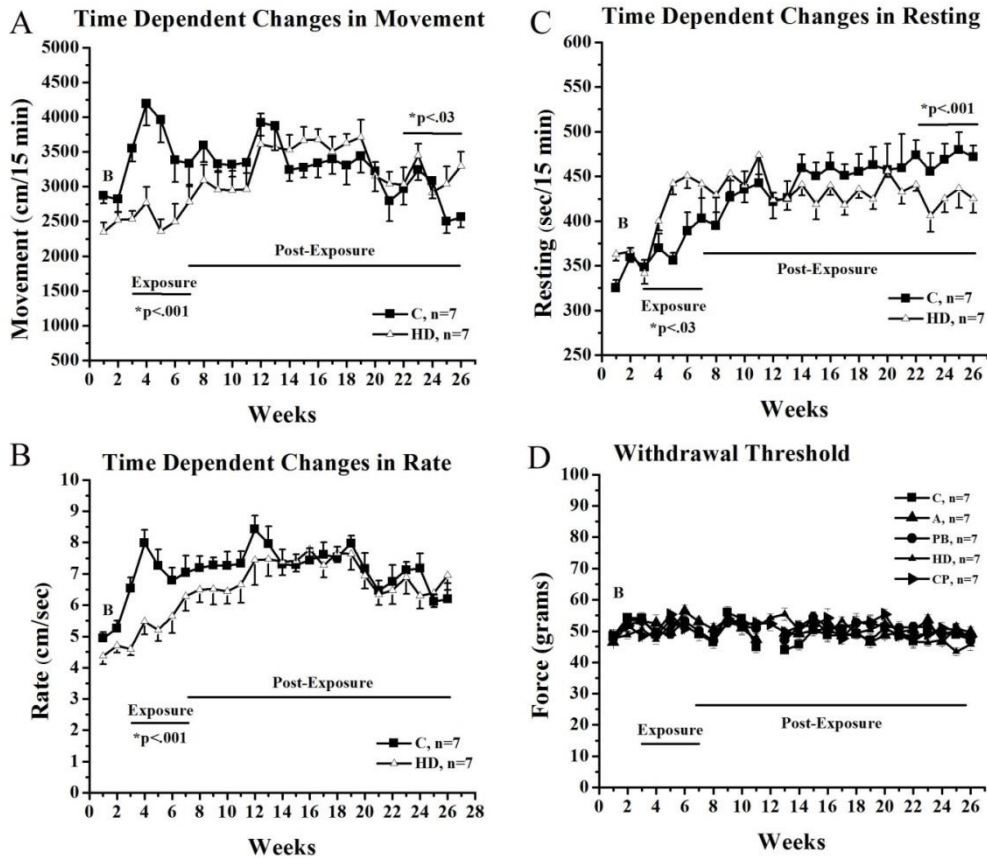 A
Time Dependent Changes in Movement
Movement (cm/15 min)
5000
4500
4000
3500
3000
2500
2000
1500
1000
500
B
*p<.03
Post-Exposure
Exposure
*p<.001
C, n=7
HD, n=7
0 2 4 6 8 10 11 12 14 16 18 20 22 24 26
Weeks
C
Time Dependent Changes in Resting
Resting (sec/15 min)
600
550
500
450
400
350
300
250
B
*p<.001
Post-Exposure
Exposure
*p<.03
C, n=7
HD, n=7
0 2 4 6 8 10 12 14 16 18 20 22 24 26
Weeks
B
Time Dependent Changes in Rate
Rate (cm/sec)
10
9
8
7
6
5
4
3
2
1
0
B
Post-Exposure
Exposure
*p<.001
C, n=7
HD, n=7
0 2 4 6 8 10 12 14 16 18 20 22 24 26 28
Weeks
D
Withdrawal Threshold
Force (grams)
100
90
80
70
60
50
40
30
20
10
0
B
C, n=7
A, n=7
PB, n=7
HD, n=7
CP, n=7
Post-Exposure
Exposure
0 2 4 6 8 10 12 14 16 18 20 22 24 26
Weeks